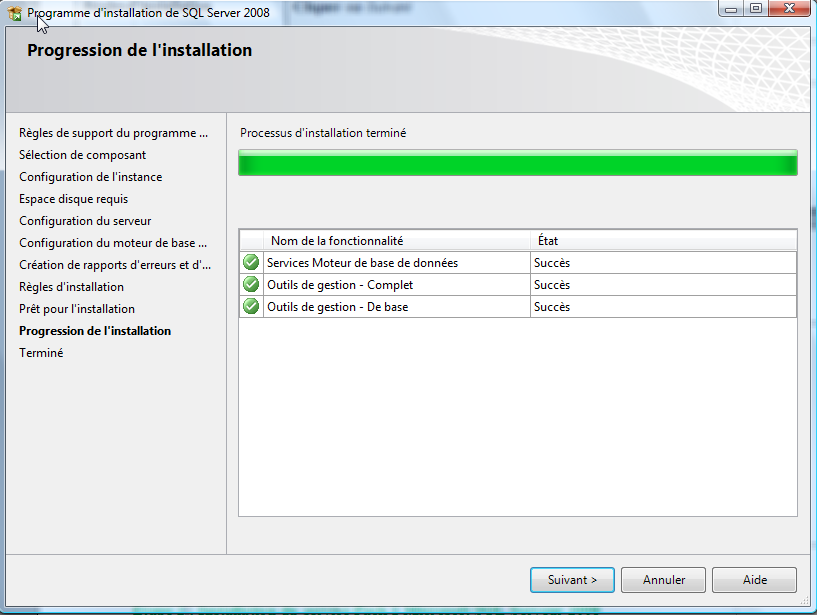 Programme d'installation de SQL Server 2008
Progression de l'installation
Règles de support du programme ...
Sélection de composant
Configuration de l'instance
Espace disque requis
Configuration du serveur
Configuration du moteur de base ...
Création de rapports d'erreurs et d'...
Règles d'installation
Prêt pour l'installation
Progression de l'installation
Terminé
Processus d'installation terminé
Nom de la fonctionnalité État
Services Moteur de base de données Succès
Outils de gestion - Complet Succès
Outils de gestion - De base Succès
Suivant > Annuler Aide